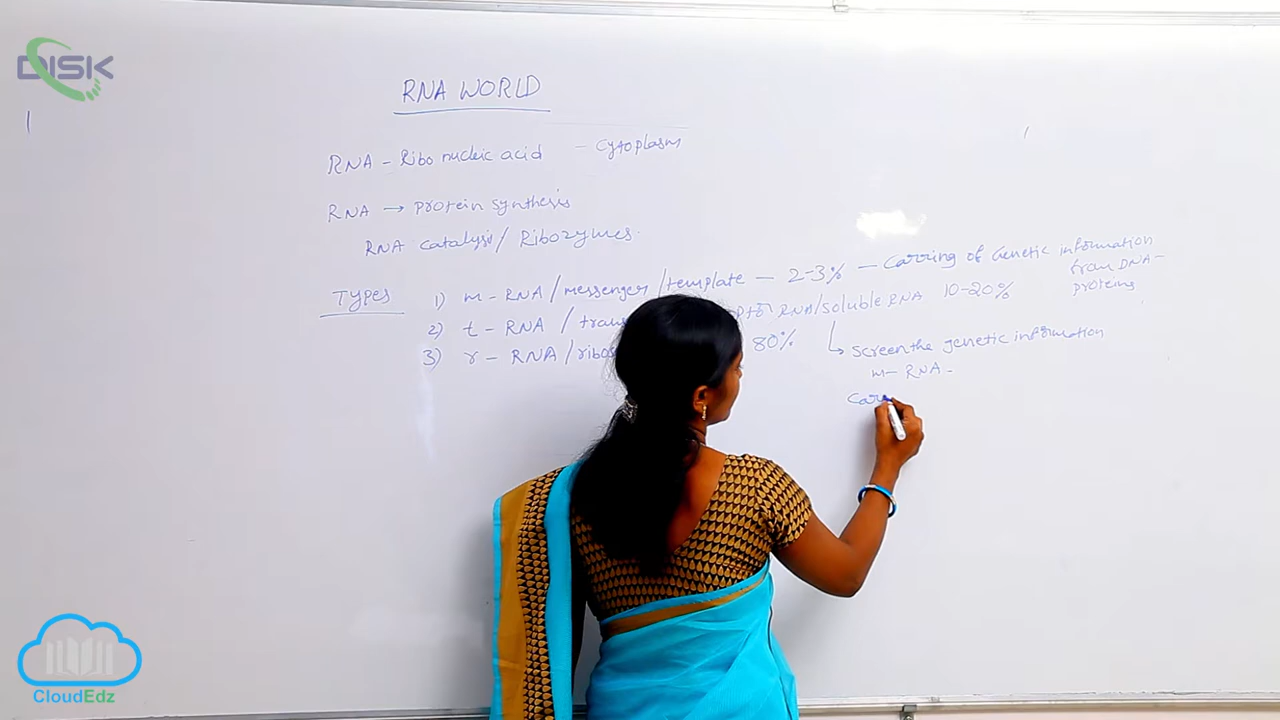 DISK
RNA WORLD
RNA - Ribo nucleic acid - Cytoplasm
RNA → protein synthesis
RNA catalysis / Ribozymes.
Types 1) m - RNA / messenger / template - 2-3% - Carring of Genetic information
from DNA -
proteins
2) t - RNA / RNA/soluble RNA 10-20%
3) r - RNA / 80%
↳ Screen the genetic information
m - RNA -
CloudEdz